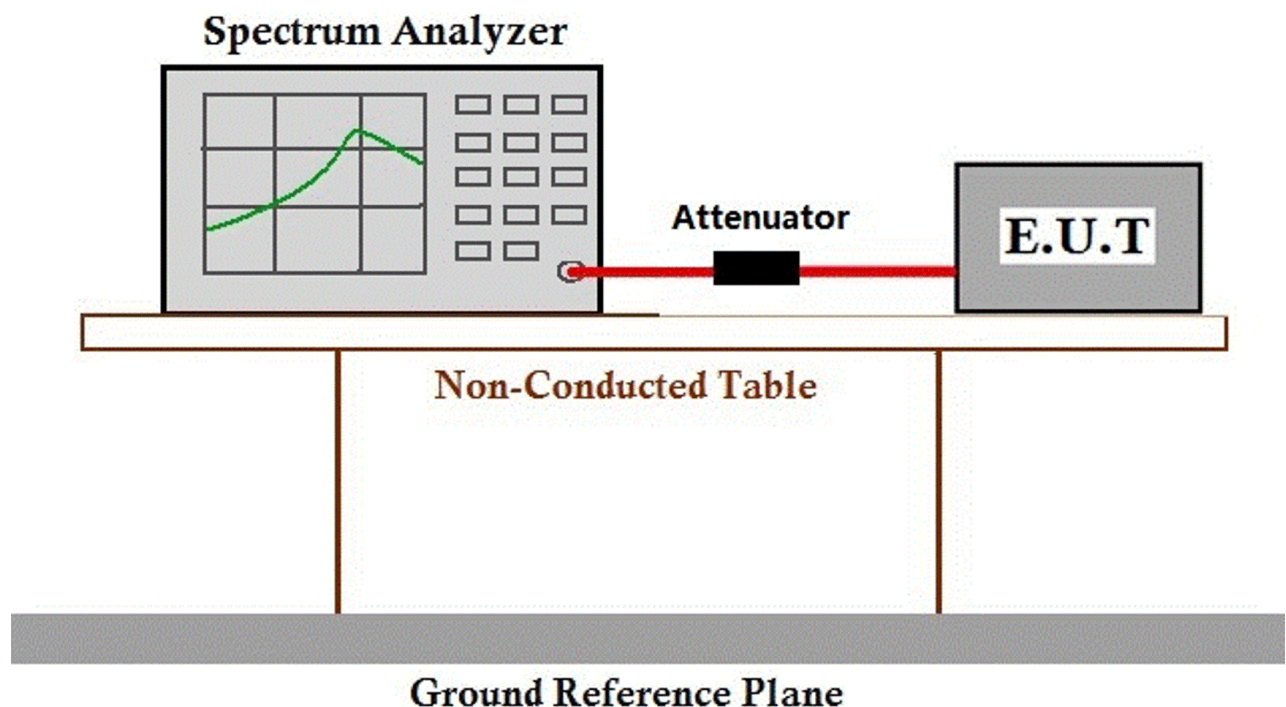 Spectrum Analyzer
Attenuator
E.U.T
Non-Conducted Table
Ground Reference Plane